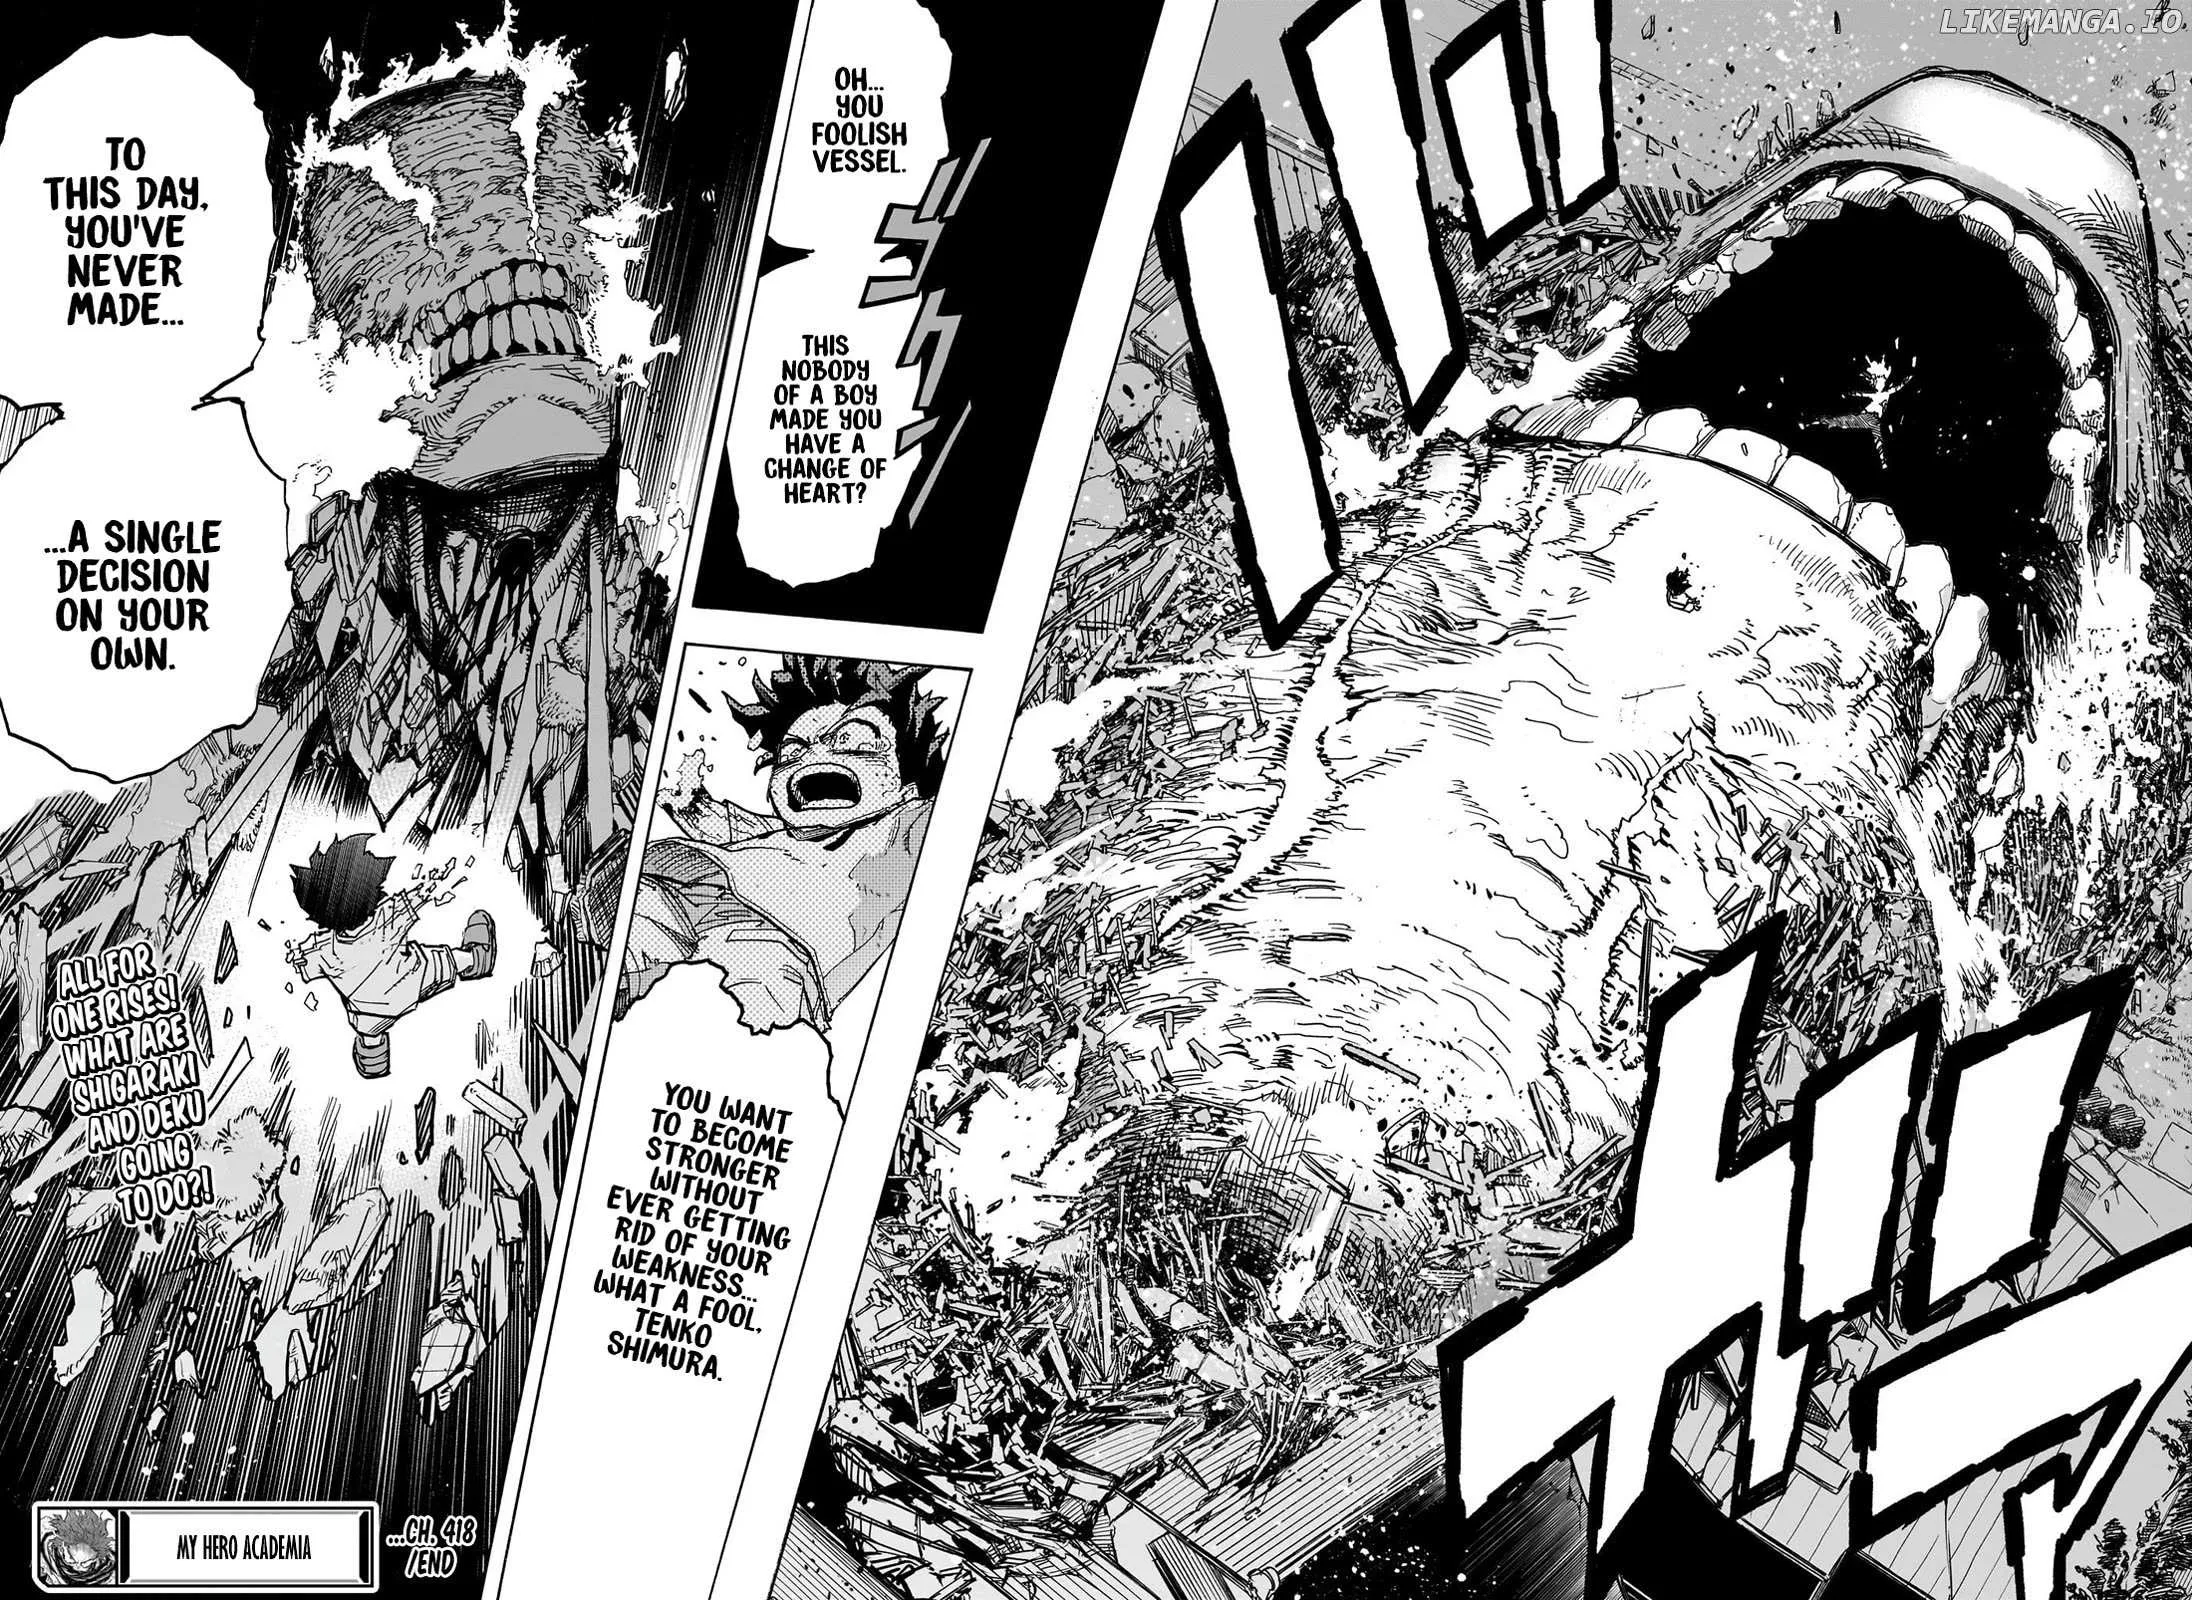 LIKEMANGA.IO
OH...
YOU
FOOLISH
VESSEL.
THIS
NOBODY
OF A BOY
MADE YOU
HAVE A
CHANGE OF
HEART?
YOU WANT
TO BECOME
STRONGER
WITHOUT
EVER GETTING
RID OF YOUR
WEAKNESS...
WHAT A FOOL,
TENKO
SHIMURA.
TO
THIS DAY,
YOU'VE
NEVER
MADE...
...A SINGLE
DECISION
ON YOUR
OWN.
ALL FOR
ONE RISES!
WHAT ARE
SHIGARAKI
AND DEKU
GOING
TO DO?!
MY HERO ACADEMIA
...CH. 418
/END